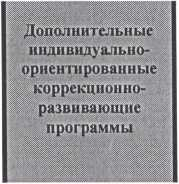 Дополнительные
индивидуально-
ориентированные
коррекционно-
развивающие
программы